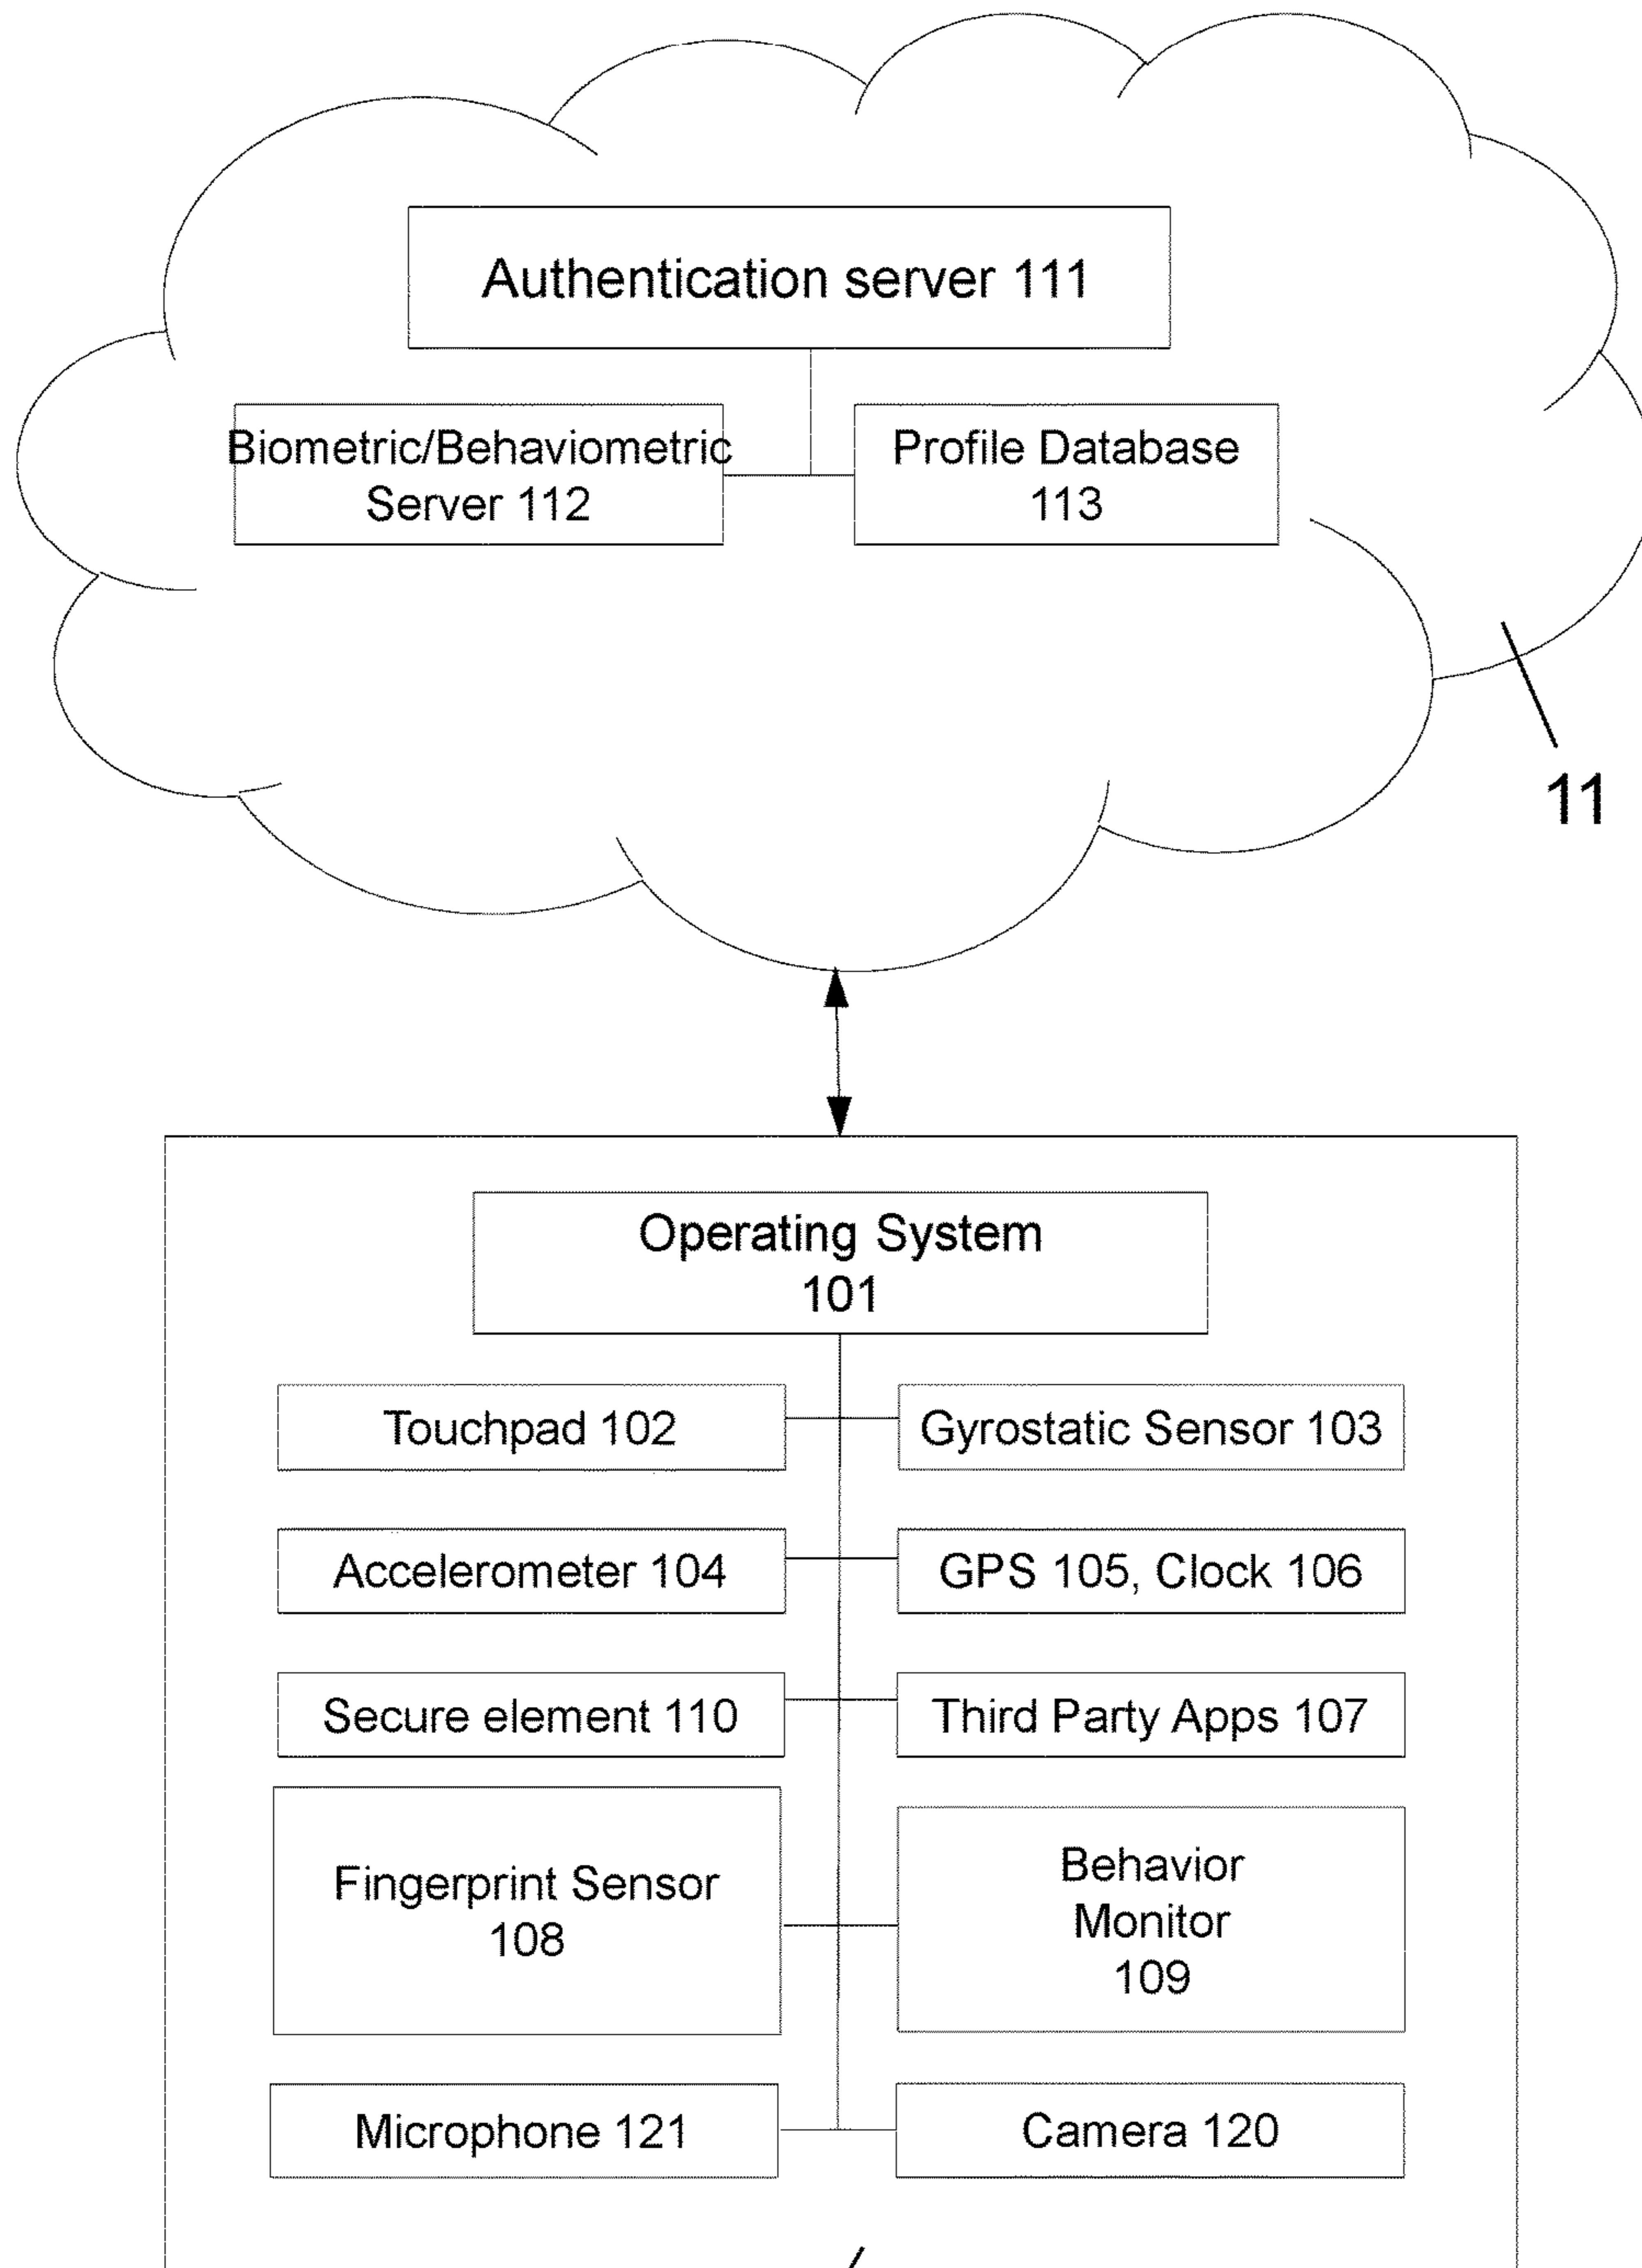 Authentication server 111
Biometric/Behaviometric
Server 112
Profile Database
113
11
Operating System
101
Touchpad 102
Gyrostatic Sensor 103
Accelerometer 104
GPS 105, Clock 106
Secure element 110
Third Party Apps 107
Fingerprint Sensor
108
Behavior
Monitor
109
Microphone 121
Camera 120